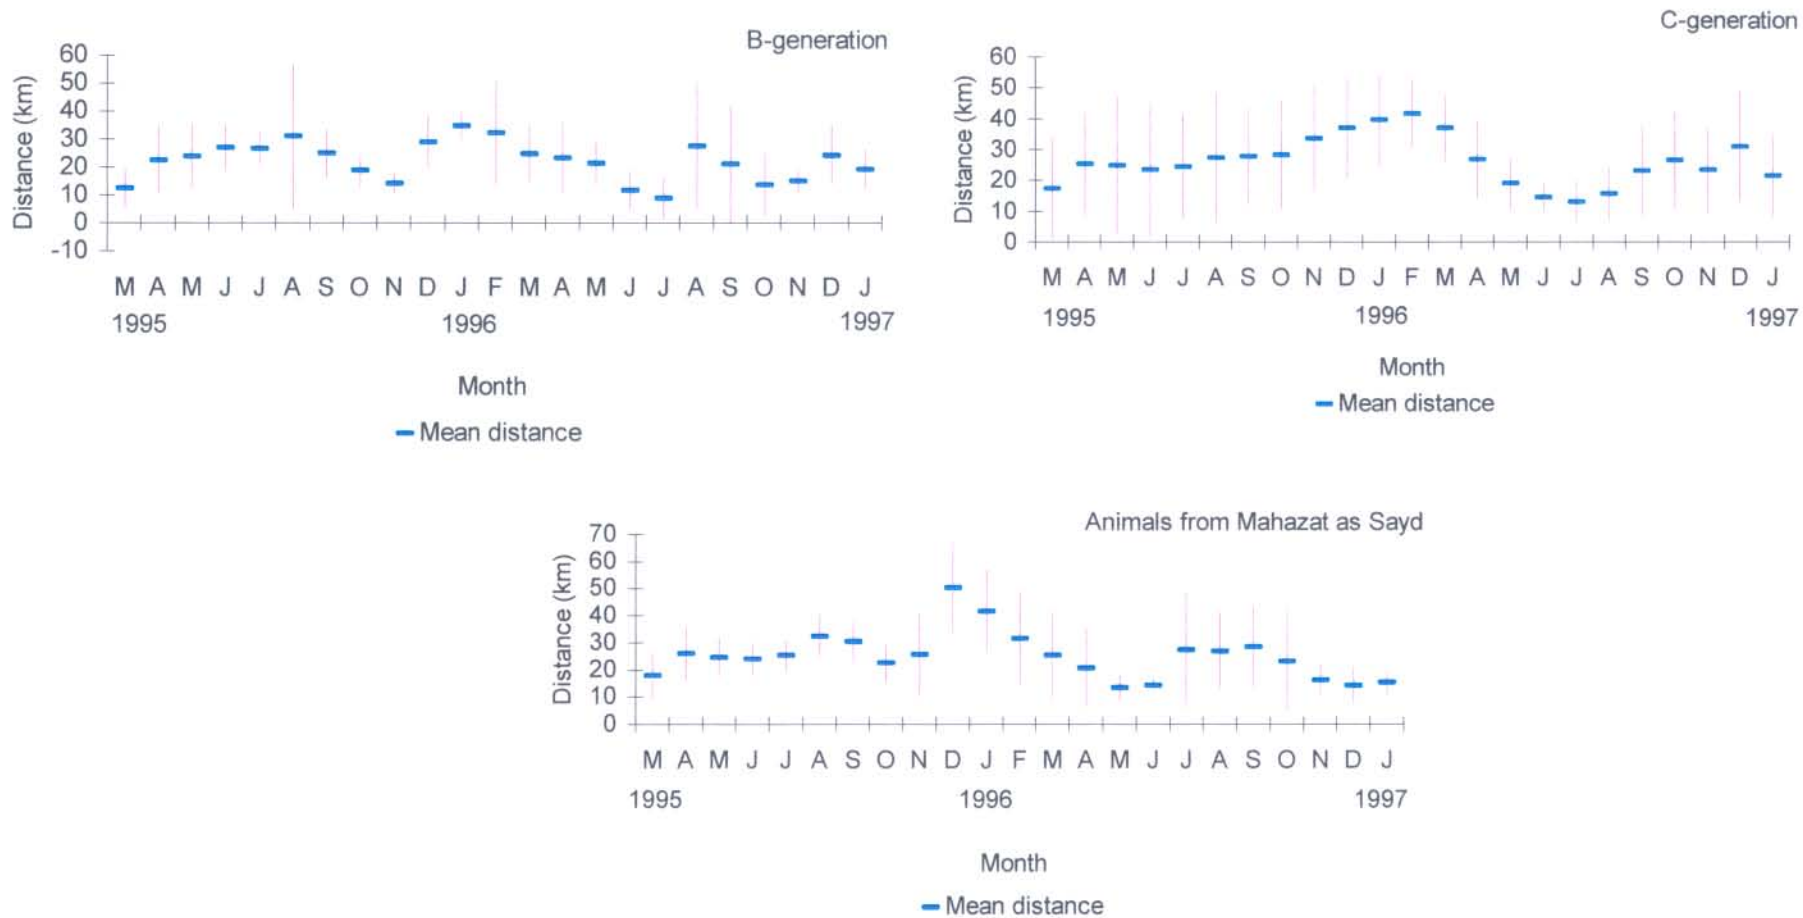 B-generation
Distance (km)
60
50
40
30
20
10
0
-10
M A M J J A S O N D J F M A M J J A S O N D J
1995 1996 1997
Month
Mean distance
C-generation
Distance (km)
60
50
40
30
20
10
0
M A M J J A S O N D J F M A M J J A S O N D J
1995 1996 1997
Month
Mean distance
Animals from Mahazat as Sayd
Distance (km)
70
60
50
40
30
20
10
0
M A M J J A S O N D J F M A M J J A S O N D J
1995 1996 1997
Month
Mean distance